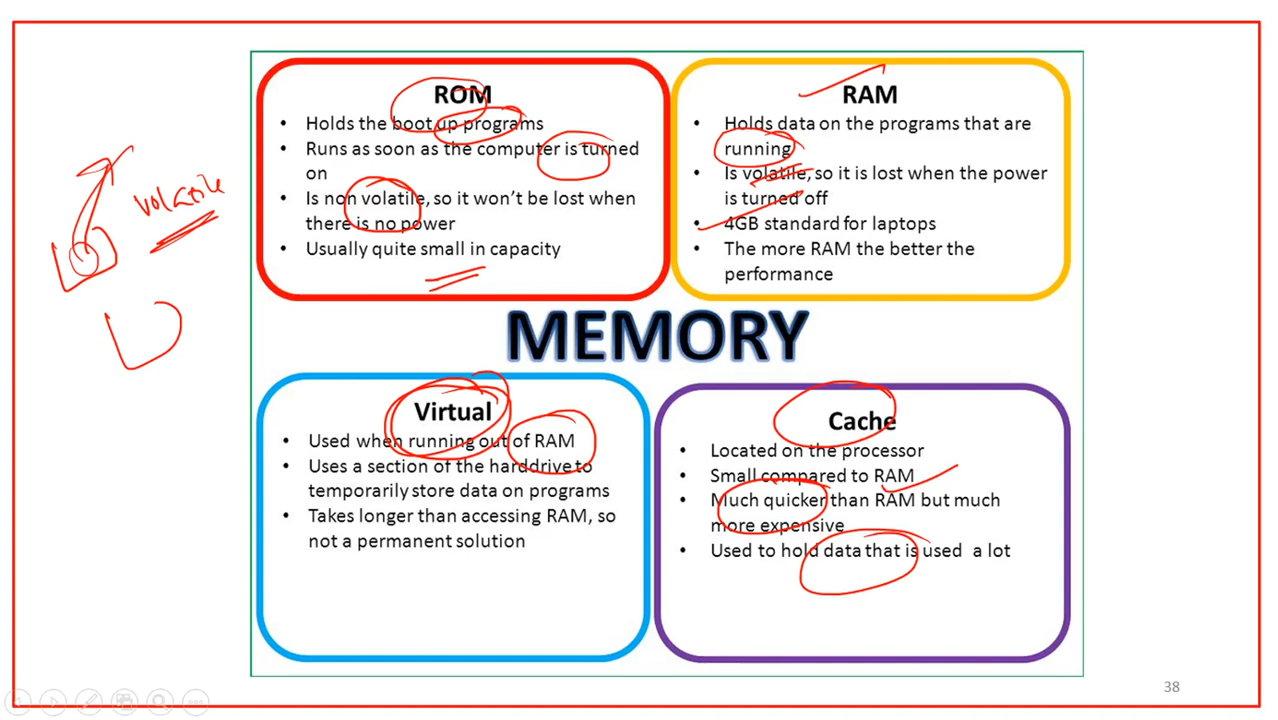 ROM
• Holds the boot up programs
• Runs as soon as the computer is turned
on
• Is non volatile, so it won't be lost when
there is no power
• Usually quite small in capacity
RAM
• Holds data on the programs that are
running
• Is volatile, so it is lost when the power
is turned off
• 4GB standard for laptops
• The more RAM the better the
performance
volatile
MEMORY
Virtual
• Used when running out of RAM
• Uses a section of the harddrive to
temporarily store data on programs
• Takes longer than accessing RAM, so
not a permanent solution
Cache
• Located on the processor
• Small compared to RAM
• Much quicker than RAM but much
more expensive
• Used to hold data that is used a lot
38